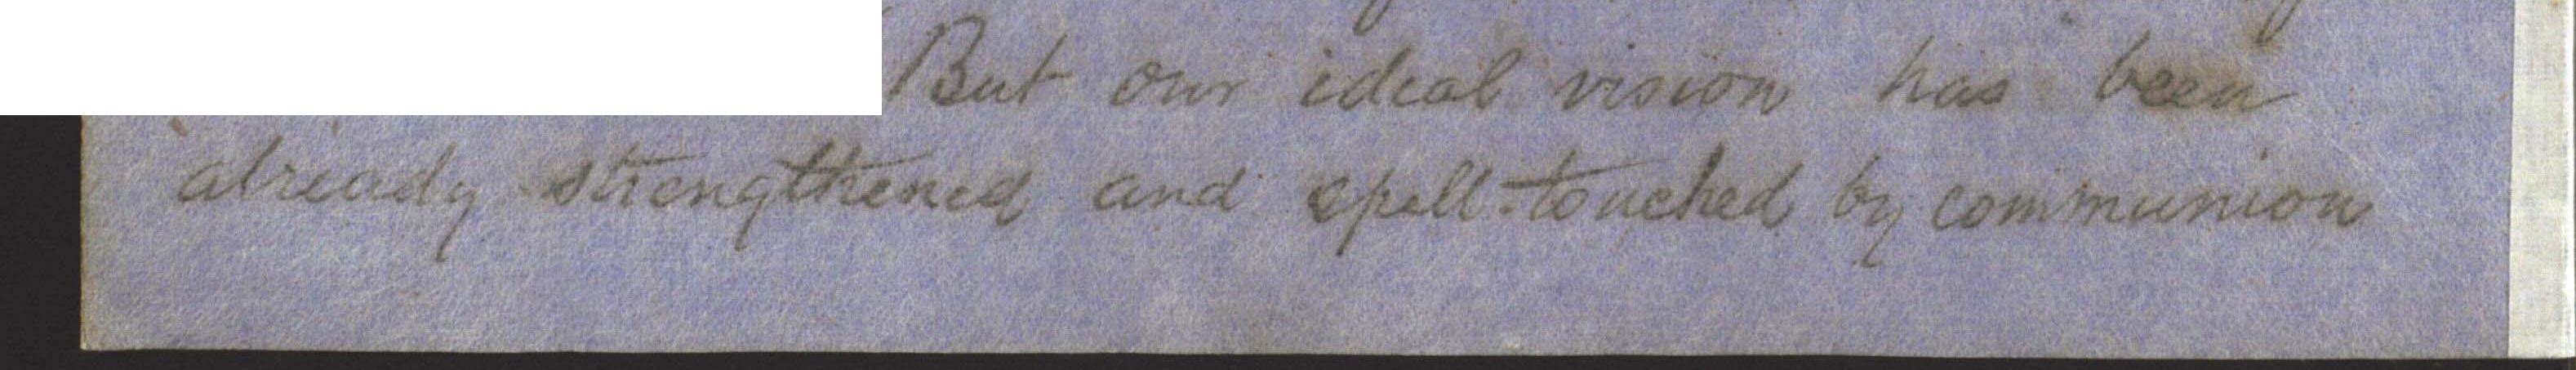 But our ideal vision has been
already strengthened and spell-touched by communion